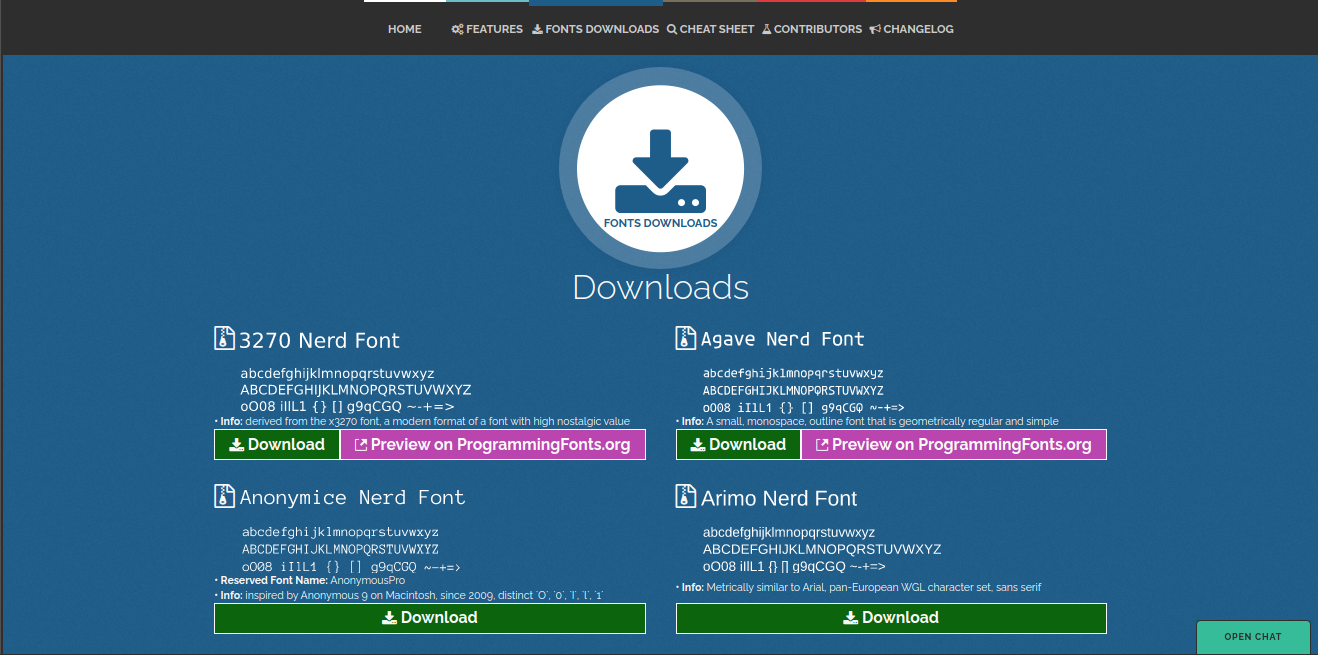 HOME FEATURES FONTS DOWNLOADS CHEAT SHEET CONTRIBUTORS CHANGELOG
FONTS DOWNLOADS
Downloads
3270 Nerd Font
abcdefghijklmnopqrstuvwxyz
ABCDEFGHIJKLMNOPQRSTUVWXYZ
oO08 iIlL1 {} [] g9qCGQ ~-+=>
• Info: derived from the x3270 font, a modern format of a font with high nostalgic value
Download Preview on ProgrammingFonts.org
Agave Nerd Font
abcdefghijklmnopqrstuvwxyz
ABCDEFGHIJKLMNOPQRSTUVWXYZ
oO08 iIlL1 {} [] g9qCGQ ~-+=>
• Info: A small, monospace, outline font that is geometrically regular and simple
Download Preview on ProgrammingFonts.org
Anonymice Nerd Font
abcdefghijklmnopqrstuvwxyz
ABCDEFGHIJKLMNOPQRSTUVWXYZ
oO08 iIlL1 {} [] g9qCGQ ~-+=>
• Reserved Font Name: AnonymousPro
• Info: inspired by Anonymous 9 on Macintosh, since 2009, distinct 'O', '0', 'I', 'l', '1'
Download
Arimo Nerd Font
abcdefghijklmnopqrstuvwxyz
ABCDEFGHIJKLMNOPQRSTUVWXYZ
oO08 iIlL1 {} [] g9qCGQ ~-+=>
• Info: Metrically similar to Arial, pan-European WGL character set, sans serif
Download
OPEN CHAT